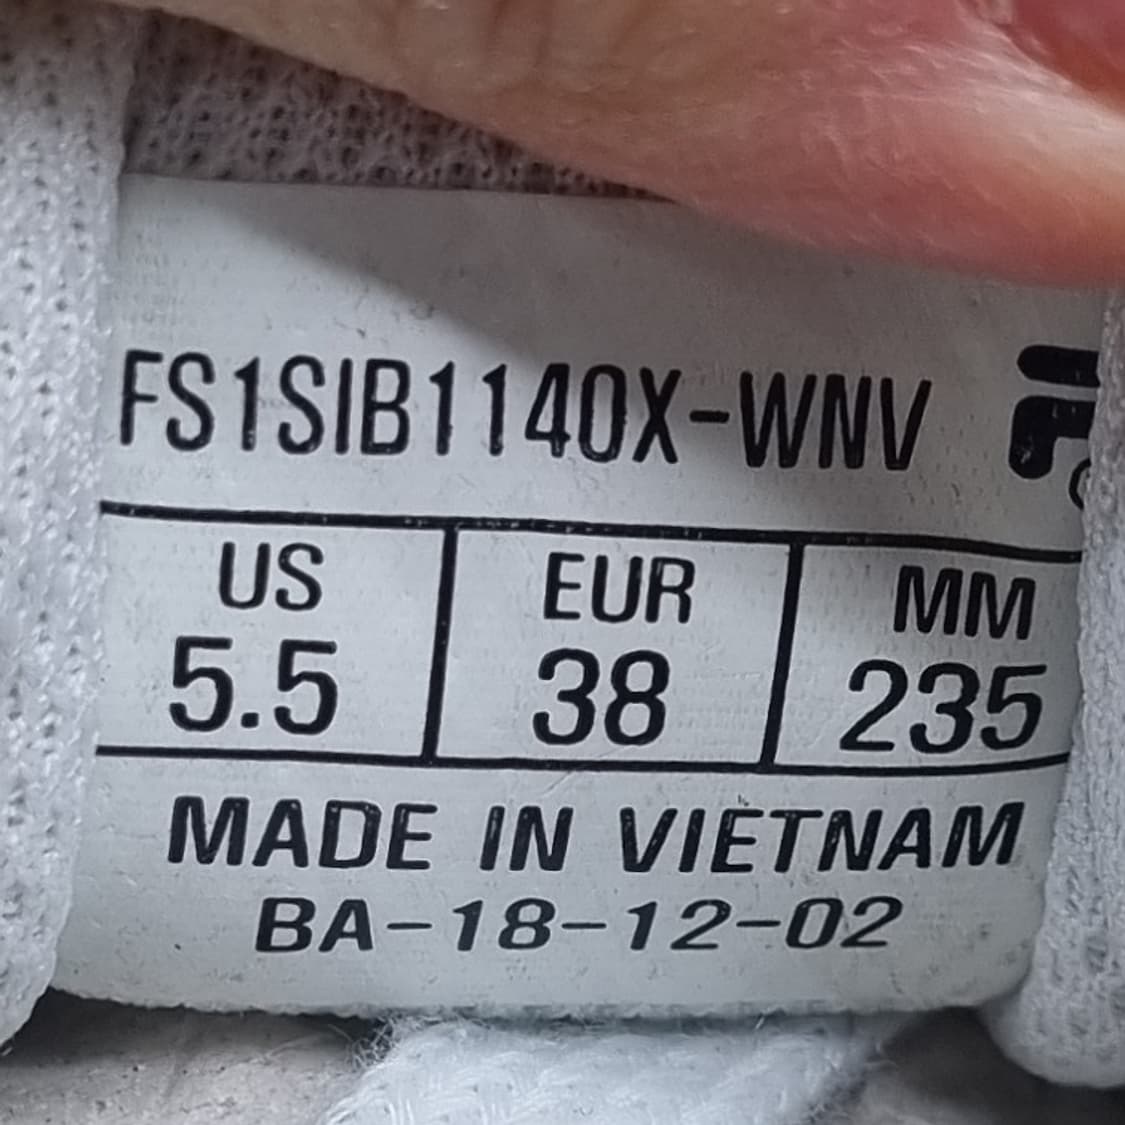 FS1SIB1140X-WNV
US EUR MM
5.5 38 235
MADE IN VIETNAM
BA-18-12-02